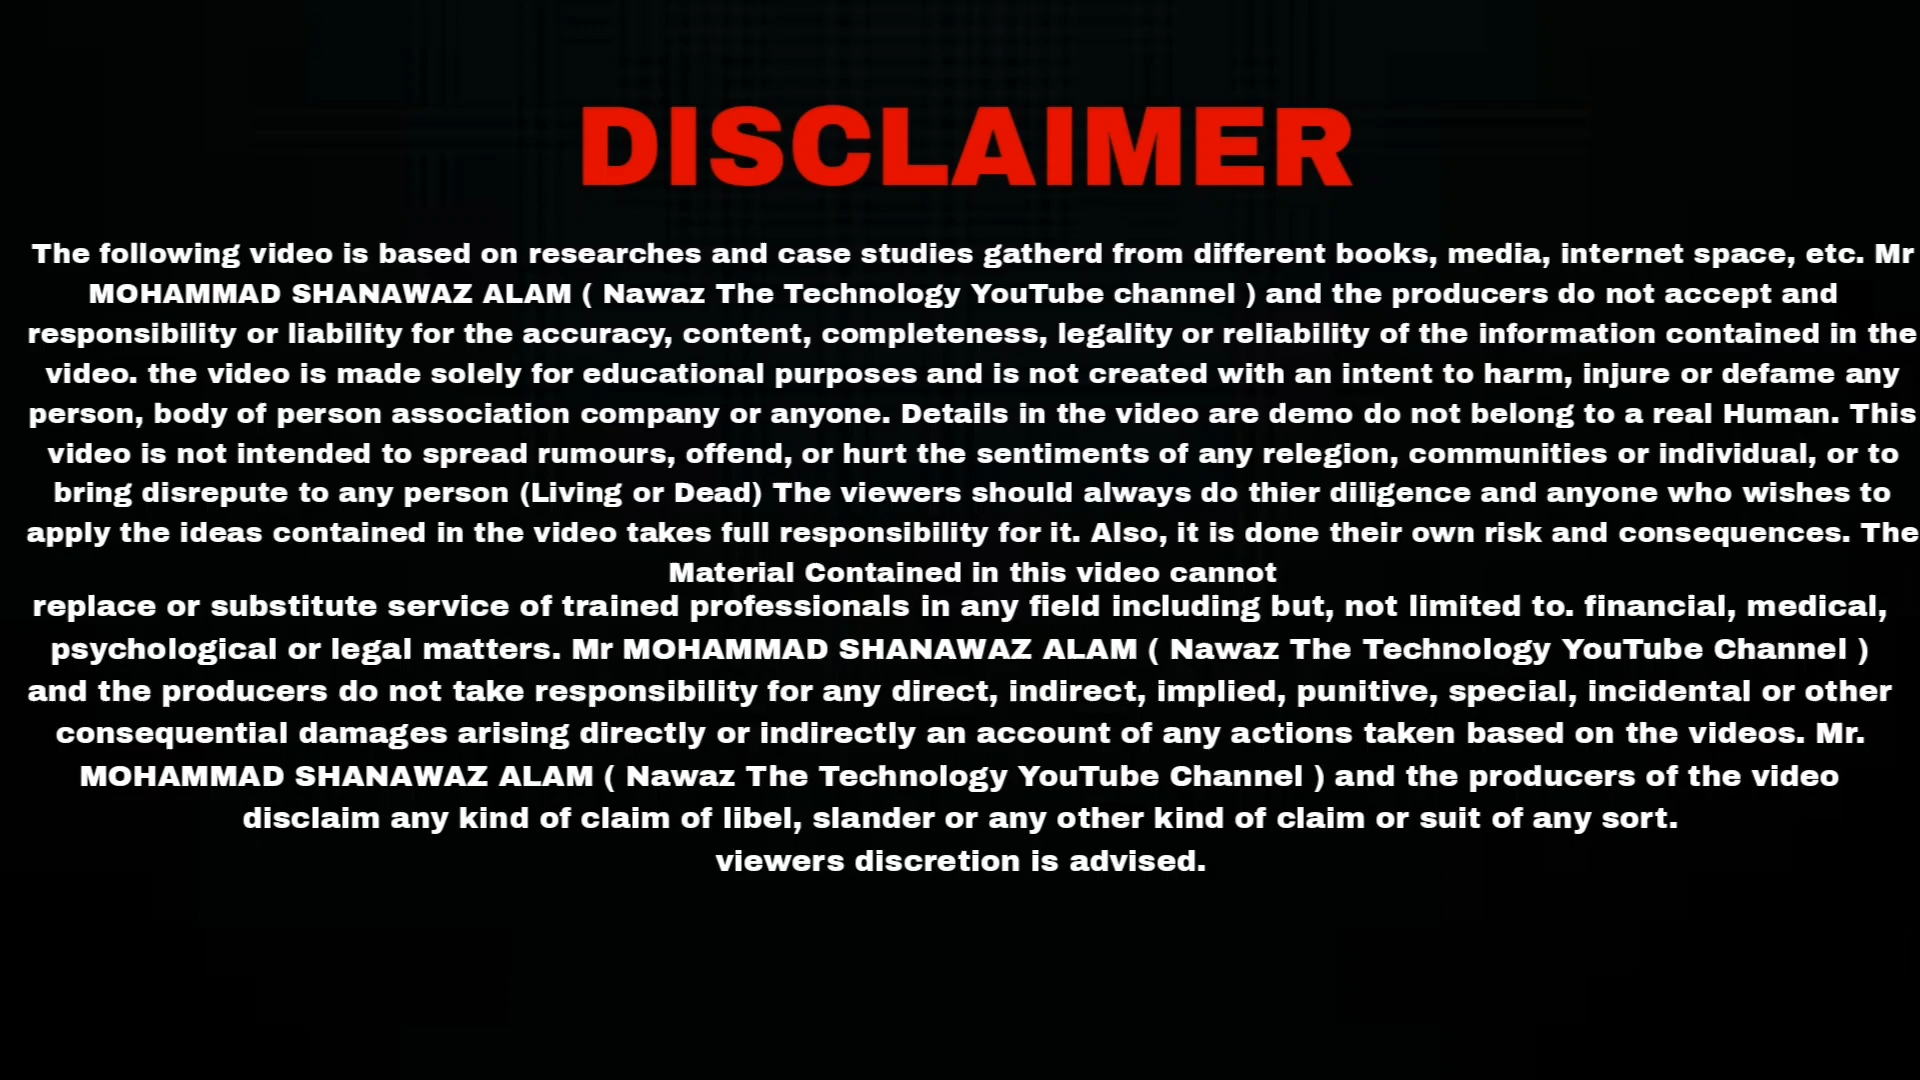 DISCLAIMER
The following video is based on researches and case studies gatherd from different books, media, internet space, etc. Mr
MOHAMMAD SHANAWAZ ALAM ( Nawaz The Technology YouTube channel ) and the producers do not accept and
responsibility or liability for the accuracy, content, completeness, legality or reliability of the information contained in the
video. the video is made solely for educational purposes and is not created with an intent to harm, injure or defame any
person, body of person association company or anyone. Details in the video are demo do not belong to a real Human. This
video is not intended to spread rumours, offend, or hurt the sentiments of any relegion, communities or individual, or to
bring disrepute to any person (Living or Dead) The viewers should always do thier diligence and anyone who wishes to
apply the ideas contained in the video takes full responsibility for it. Also, it is done their own risk and consequences. The
Material Contained in this video cannot
replace or substitute service of trained professionals in any field including but, not limited to. financial, medical,
psychological or legal matters. Mr MOHAMMAD SHANAWAZ ALAM ( Nawaz The Technology YouTube Channel )
and the producers do not take responsibility for any direct, indirect, implied, punitive, special, incidental or other
consequential damages arising directly or indirectly an account of any actions taken based on the videos. Mr.
MOHAMMAD SHANAWAZ ALAM ( Nawaz The Technology YouTube Channel ) and the producers of the video
disclaim any kind of claim of libel, slander or any other kind of claim or suit of any sort.
viewers discretion is advised.